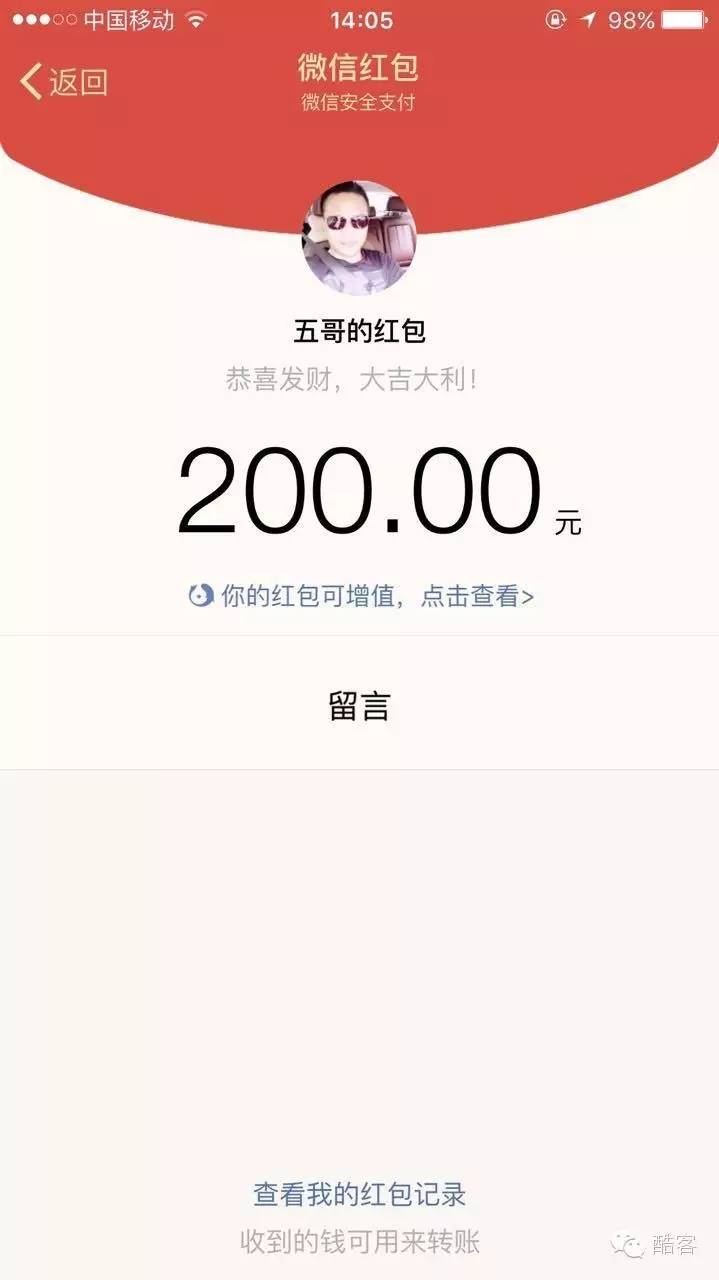 中国移动 14:05 98%
返回
微信红包
微信安全支付
五哥的红包
恭喜发财，大吉大利！
200.00元
你的红包可增值，点击查看>
留言
查看我的红包记录
收到的钱可用来转账
酷客